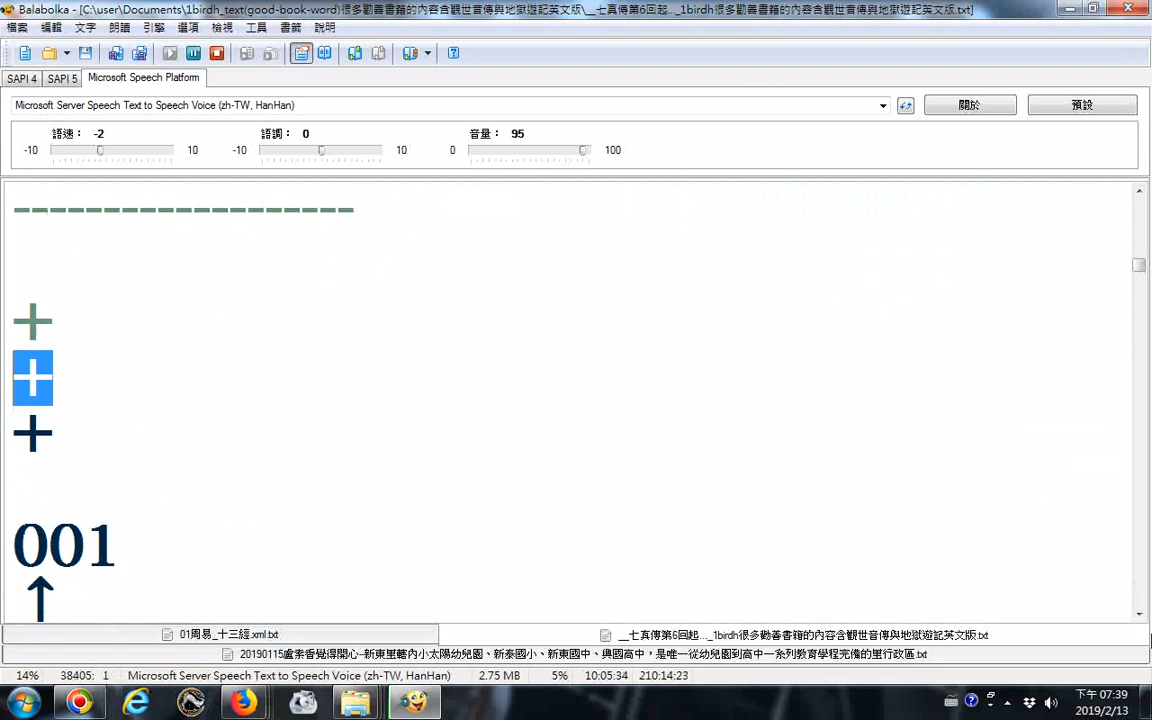 Balabolka - [C:\user\Documents\1birdh_text(good-book-word)很多勸善書籍的內容含觀世音傳與地獄遊記英文版\__七真傳第6回起..._1birdh很多勸善書籍的內容含觀世音傳與地獄遊記英文版.txt]
檔案 編輯 文字 朗讀 引擎 選項 檢視 工具 書籤 說明
SAPI 4 SAPI 5 Microsoft Speech Platform
Microsoft Server Speech Text to Speech Voice (zh-TW, HanHan) 關於 預設
語速： -2 語調： 0 音量： 95
-10 10 -10 10 0 100
-------------------
+
+
+
001
↑
01周易_十三經.xml.txt __七真傳第6回起..._1birdh很多勸善書籍的內容含觀世音傳與地獄遊記英文版.txt
20190115盧素香覺得開心-新東里轄內小太陽幼兒園、新泰國小、新東國中、興國高中，是唯一從幼兒園到高中一系列教育學程完備的里行政區.txt
14% 38405: 1 Microsoft Server Speech Text to Speech Voice (zh-TW, HanHan) 2.75 MB 5% 10:05:34 210:14:23
下午 07:39
2019/2/13